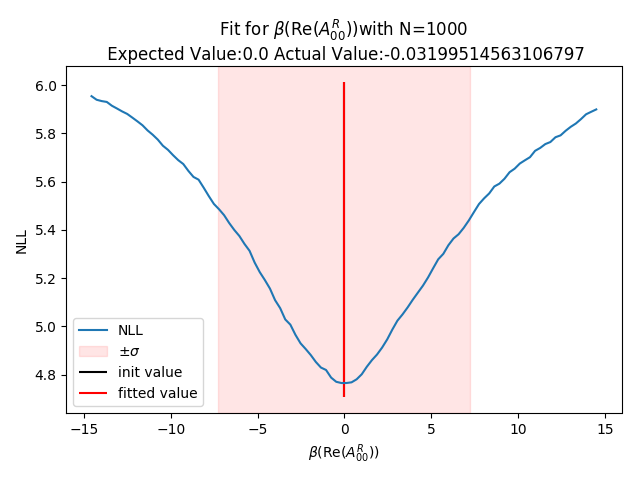 Fit for β(Re(A^R_00))with N=1000
Expected Value:0.0 Actual Value:-0.03199514563106797
6.0
5.8
5.6
5.4
5.2
5.0
4.8
NLL
NLL
±σ
init value
fitted value
−15 −10 −5 0 5 10 15
β(Re(A^R_00))